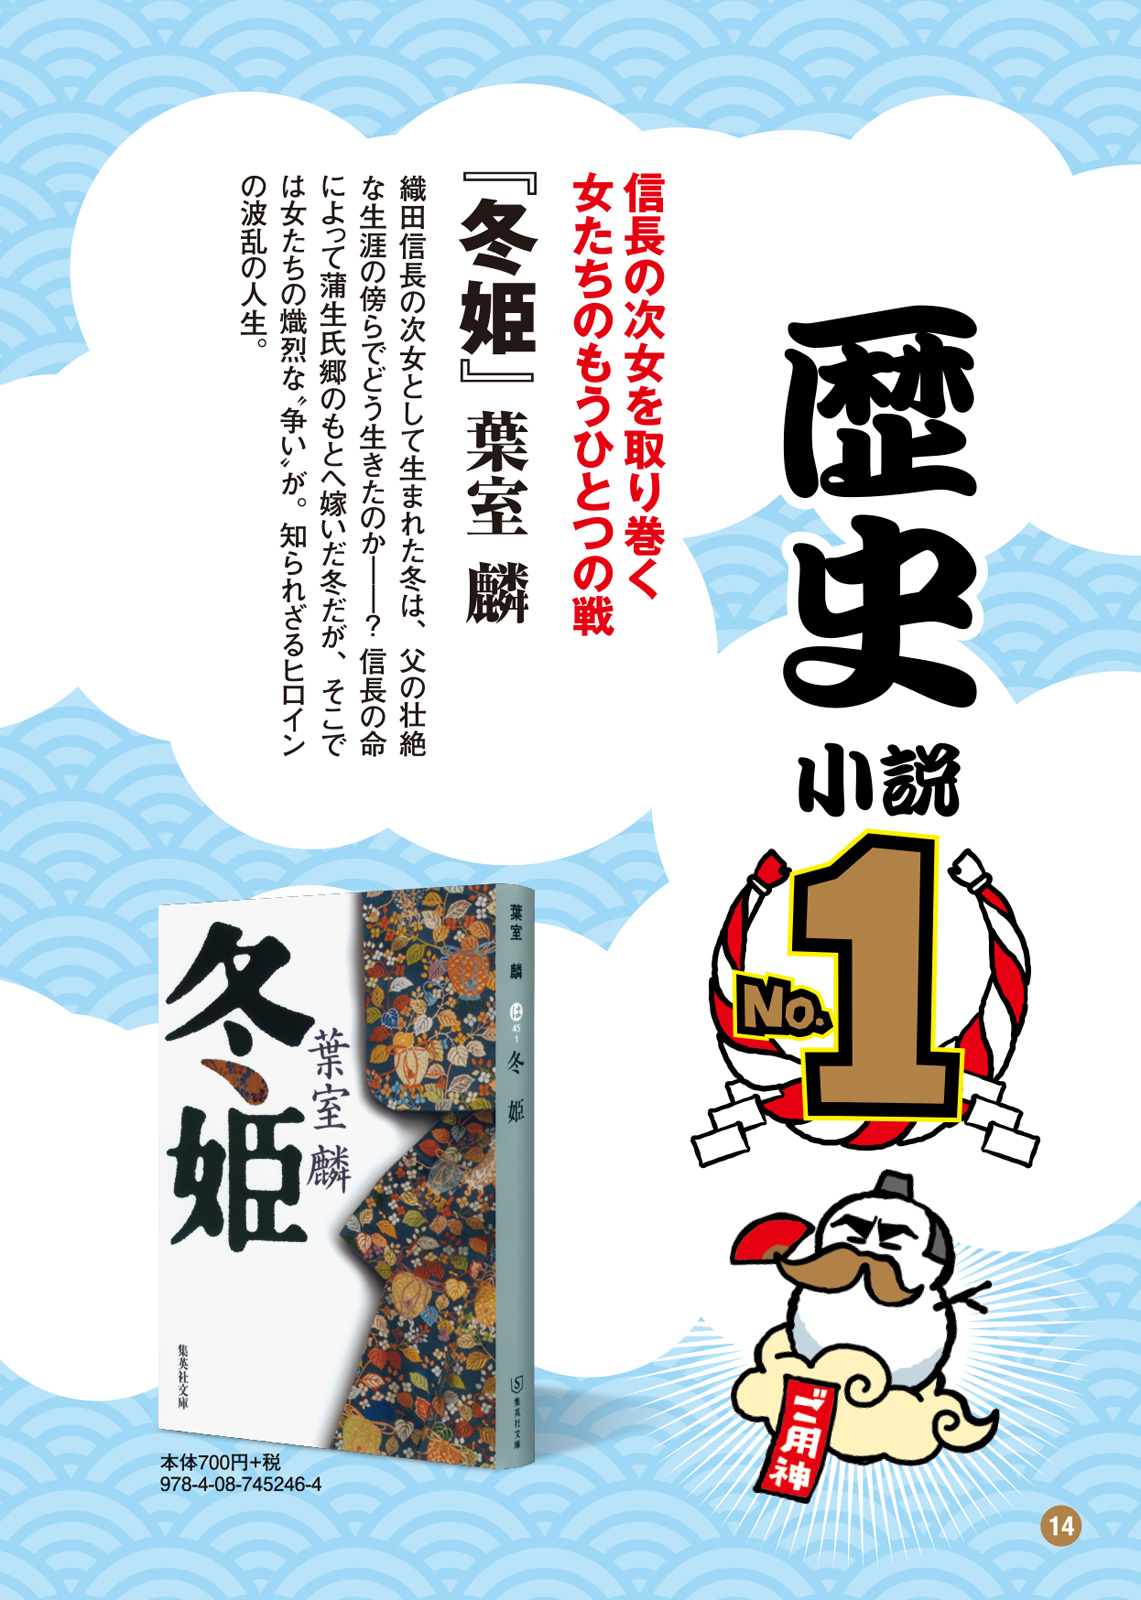 歴史
小説
No.1
信長の次女を取り巻く
女たちのもうひとつの戦
『冬姫』葉室 麟
織田信長の次女として生まれた冬は、父の壮絶
な生涯の傍らでどう生きたのか――？ 信長の命
によって蒲生氏郷のもとへ嫁いだ冬だが、そこで
は女たちの熾烈な〝争い〟が。知られざるヒロイン
の波乱の人生。
冬姫
葉室 麟
集英社文庫
葉室 麟
は
45
1
冬姫
S
集英社文庫
本体700円+税
978-4-08-745246-4
ご用神
14